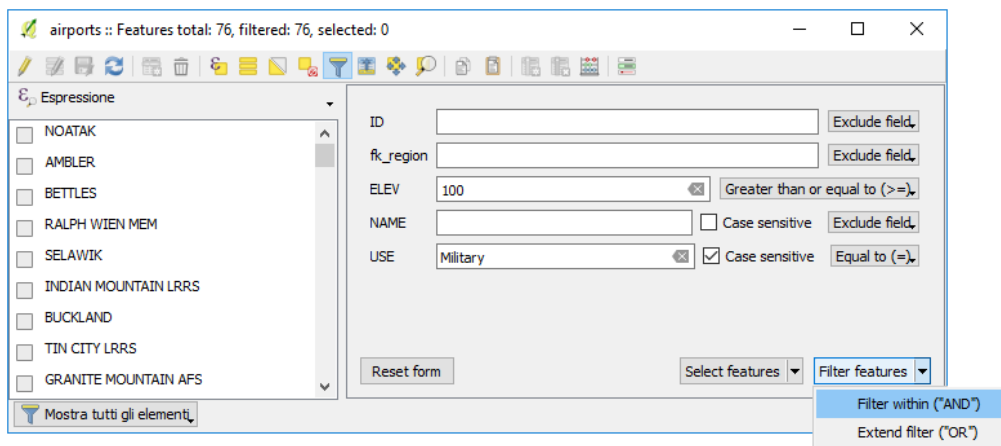 airports :: Features total: 76, filtered: 76, selected: 0
Espressione
NOATAK
AMBLER
BETTLES
RALPH WIEN MEM
SELAWIK
INDIAN MOUNTAIN LRRS
BUCKLAND
TIN CITY LRRS
GRANITE MOUNTAIN AFS
Mostra tutti gli elementi
ID Exclude field
fk_region Exclude field
ELEV 100 Greater than or equal to (>=)
NAME Case sensitive Exclude field
USE Military Case sensitive Equal to (=)
Reset form Select features Filter features
Filter within ("AND")
Extend filter ("OR")